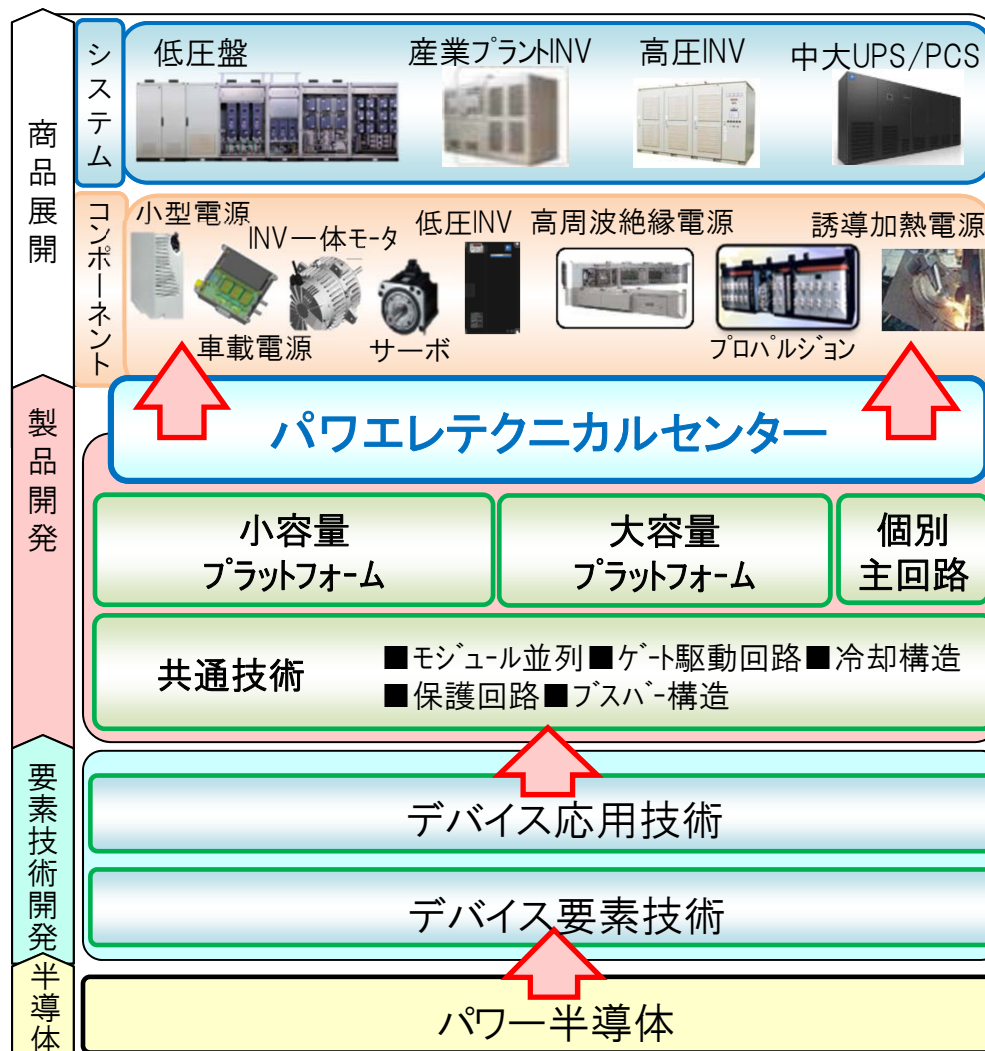 商品展開
システム
低圧盤
産業プラントINV
高圧INV
中大UPS/PCS
コンポーネント
小型電源
INV一体モータ
低圧INV
高周波絶縁電源
誘導加熱電源
車載電源
サーボ
プロパルジョン
製品開発
パワエレテクニカルセンター
小容量
プラットフォーム
大容量
プラットフォーム
個別
主回路
共通技術
■モジュール並列■ゲート駆動回路■冷却構造
■保護回路■ブスバー構造
要素技術開発
デバイス応用技術
デバイス要素技術
半導体
パワー半導体